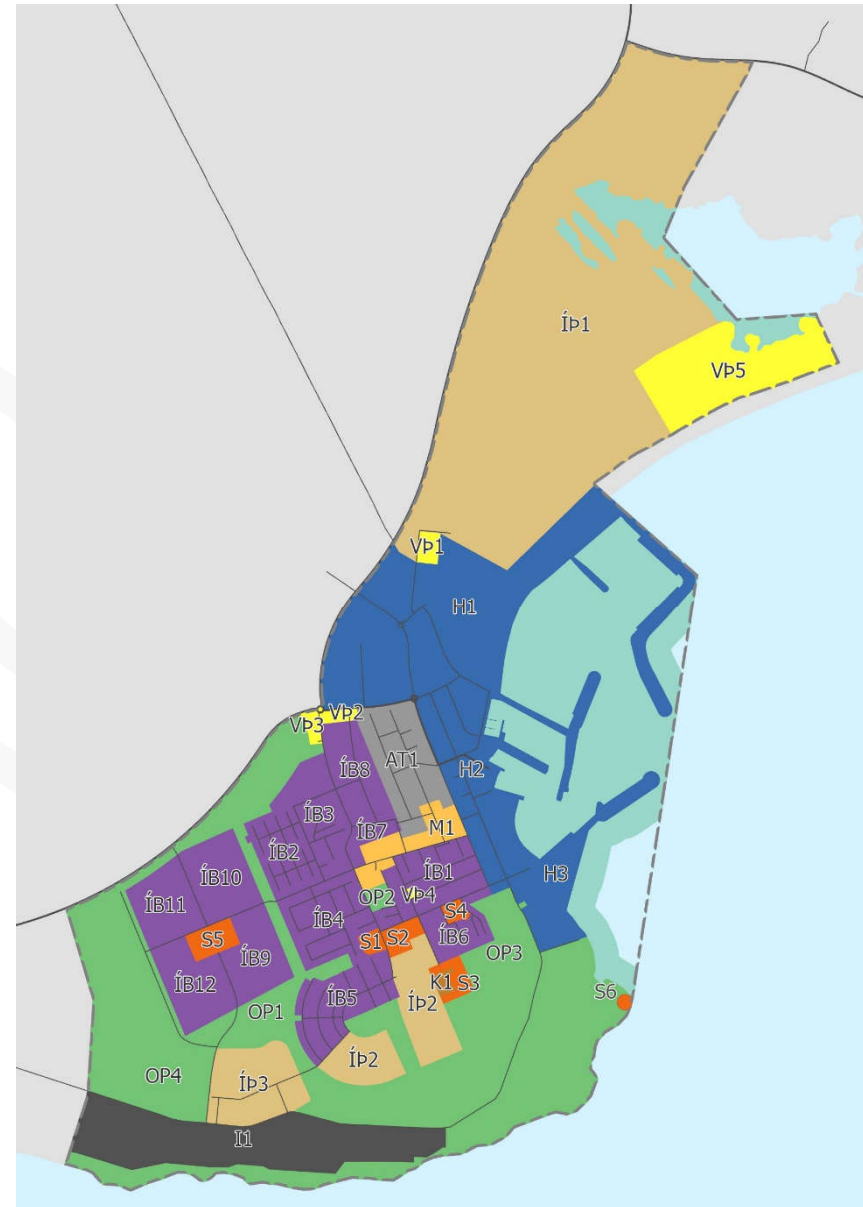 ÍÞ1
VÞ5
VÞ1
H1
VÞ2
VÞ3
AT1
ÍB8
H2
ÍB3
M1
ÍB7
ÍB2
ÍB1
H3
ÍB10
VÞ4
OP2
ÍB11
S4
ÍB4
S5
S1
S2
ÍB6
OP3
ÍB9
ÍB12
K1
S3
S6
ÍB5
ÍÞ2
OP1
ÍÞ2
OP4
ÍÞ3
I1